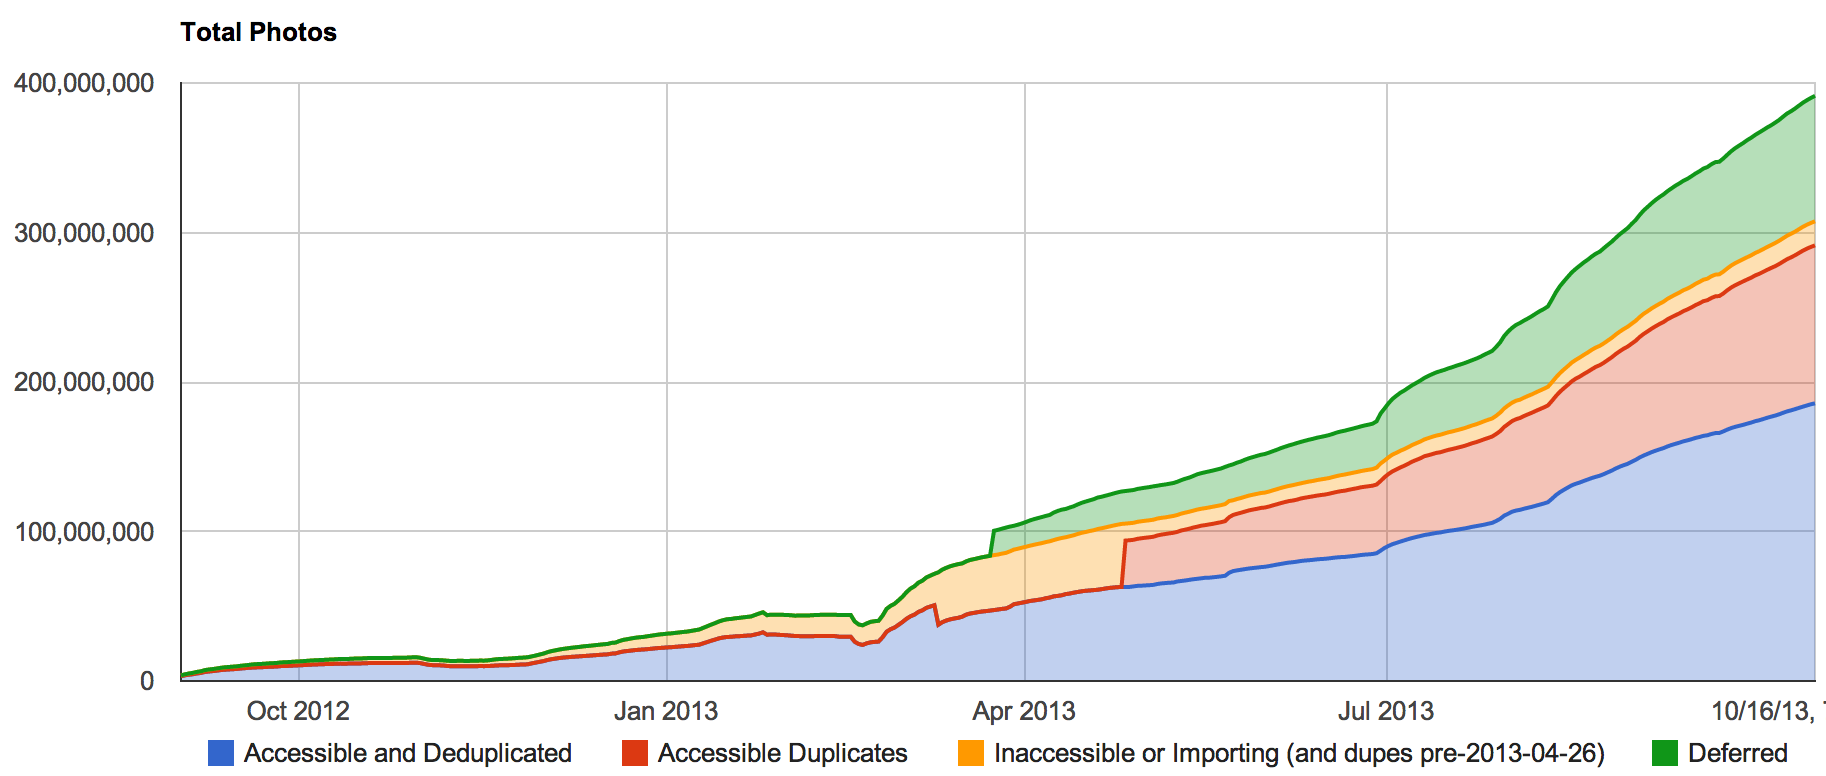 Total Photos
400,000,000
300,000,000
200,000,000
100,000,000
0
Oct 2012 Jan 2013 Apr 2013 Jul 2013 10/16/13,
Accessible and Deduplicated Accessible Duplicates Inaccessible or Importing (and dupes pre-2013-04-26) Deferred